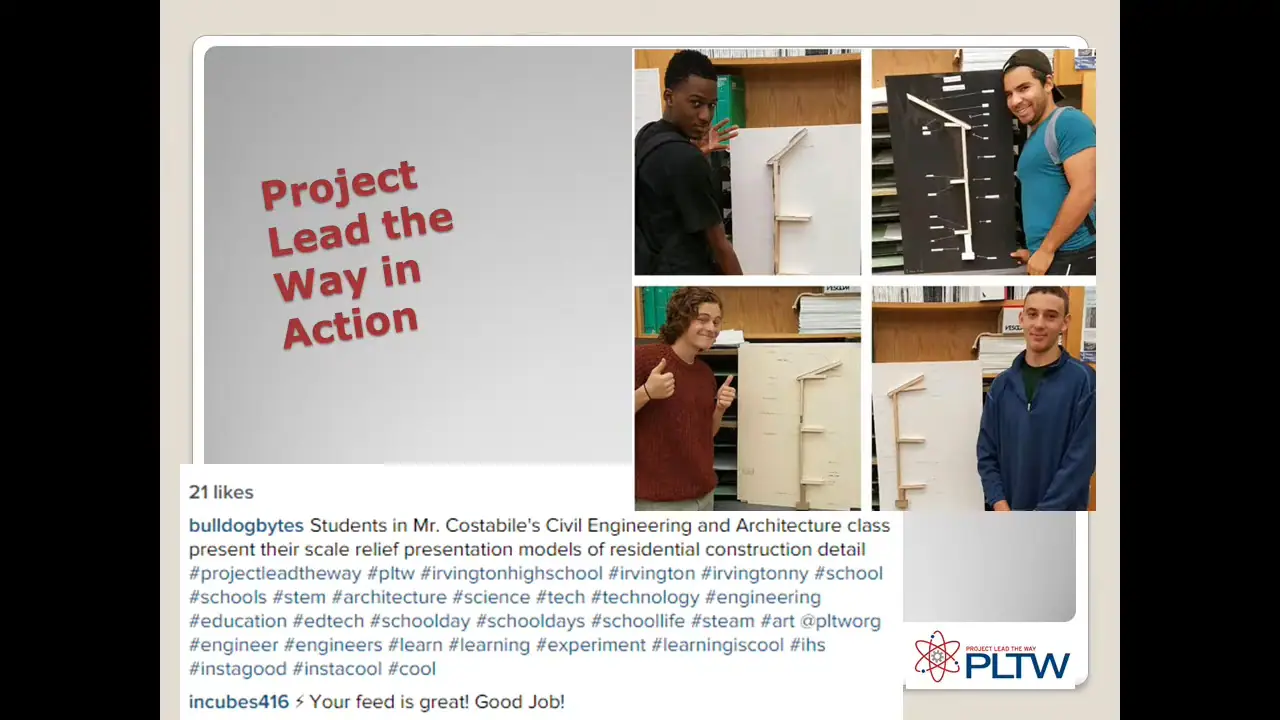 Project
Lead the
Way in
Action
21 likes
bulldogbytes Students in Mr. Costabile's Civil Engineering and Architecture class
present their scale relief presentation models of residential construction detail
#projectleadtheway #pltw #irvingtonhighschool #irvington #irvingtonny #school
#schools #stem #architecture #science #tech #technology #engineering
#education #edtech #schoolday #schooldays #schoollife #steam #art @pltworg
#engineer #engineers #learn #learning #experiment #learningiscool #ihs
#instagood #instacool #cool
incubes416 ⚡ Your feed is great! Good Job!
PROJECT LEAD THE WAY
PLTW